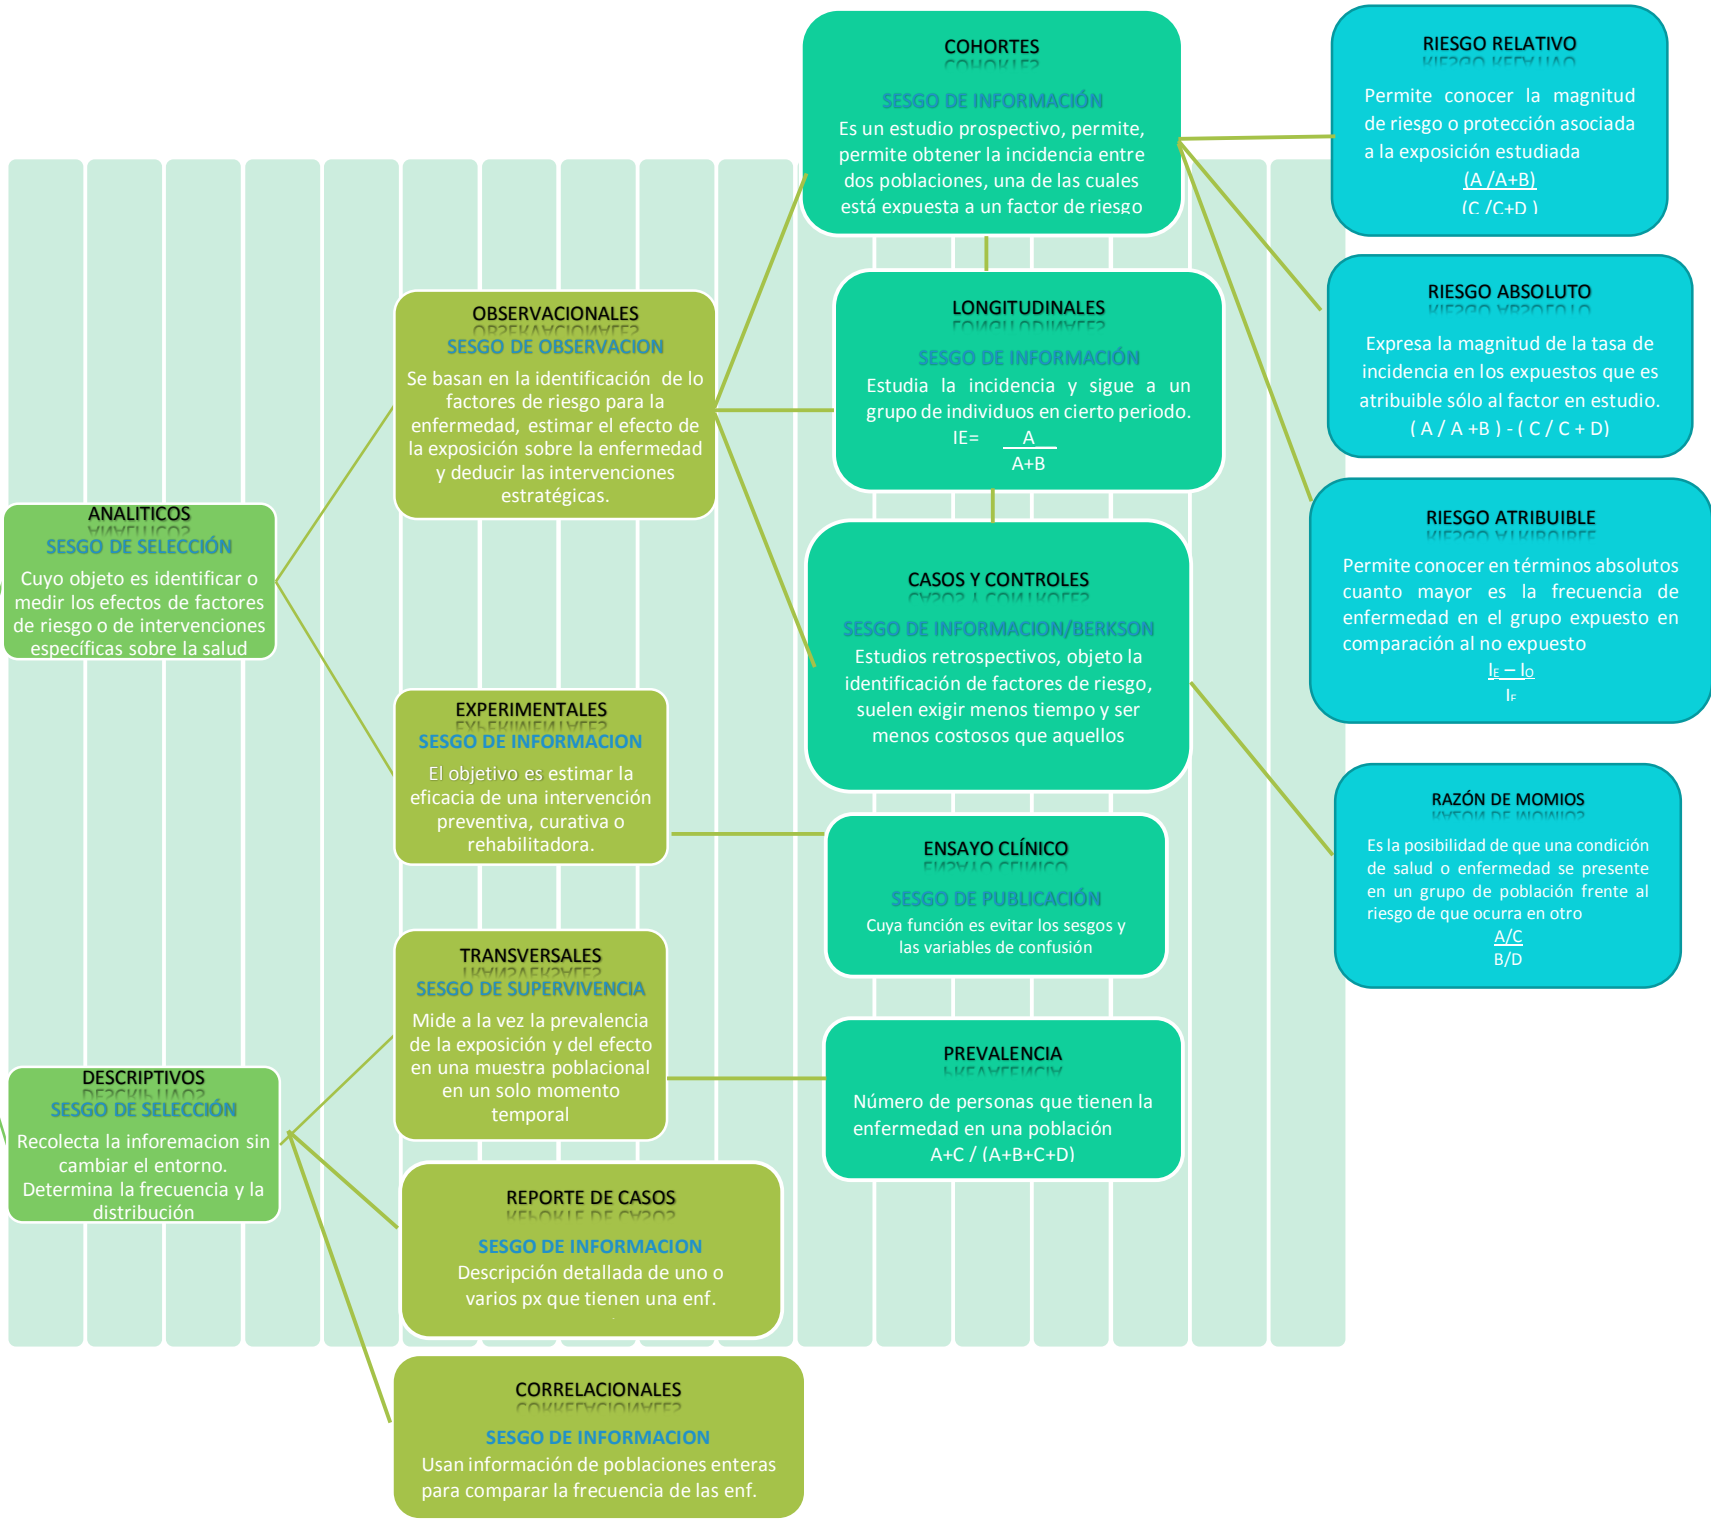 ANALITICOS
SESGO DE SELECCIÓN
Cuyo objeto es identificar o
medir los efectos de factores
de riesgo o de intervenciones
específicas sobre la salud
DESCRIPTIVOS
SESGO DE SELECCIÓN
Recolecta la inforemacion sin
cambiar el entorno.
Determina la frecuencia y la
distribución
OBSERVACIONALES
SESGO DE OBSERVACION
Se basan en la identificación de lo
factores de riesgo para la
enfermedad, estimar el efecto de
la exposición sobre la enfermedad
y deducir las intervenciones
estratégicas.
EXPERIMENTALES
SESGO DE INFORMACION
El objetivo es estimar la
eficacia de una intervención
preventiva, curativa o
rehabilitadora.
TRANSVERSALES
SESGO DE SUPERVIVENCIA
Mide a la vez la prevalencia
de la exposición y del efecto
en una muestra poblacional
en un solo momento
temporal
REPORTE DE CASOS
SESGO DE INFORMACION
Descripción detallada de uno o
varios px que tienen una enf.
CORRELACIONALES
SESGO DE INFORMACION
Usan información de poblaciones enteras
para comparar la frecuencia de las enf.
COHORTES
SESGO DE INFORMACIÓN
Es un estudio prospectivo, permite,
permite obtener la incidencia entre
dos poblaciones, una de las cuales
está expuesta a un factor de riesgo
LONGITUDINALES
SESGO DE INFORMACIÓN
Estudia la incidencia y sigue a un
grupo de individuos en cierto periodo.
IE= A
A+B
CASOS Y CONTROLES
SESGO DE INFORMACION/BERKSON
Estudios retrospectivos, objeto la
identificación de factores de riesgo,
suelen exigir menos tiempo y ser
menos costosos que aquellos
ENSAYO CLÍNICO
SESGO DE PUBLICACIÓN
Cuya función es evitar los sesgos y
las variables de confusión
PREVALENCIA
Número de personas que tienen la
enfermedad en una población
A+C / (A+B+C+D)
RIESGO RELATIVO
Permite conocer la magnitud
de riesgo o protección asociada
a la exposición estudiada
(A /A+B)
(C /C+D )
RIESGO ABSOLUTO
Expresa la magnitud de la tasa de
incidencia en los expuestos que es
atribuible sólo al factor en estudio.
( A / A +B ) - ( C / C + D)
RIESGO ATRIBUIBLE
Permite conocer en términos absolutos
cuanto mayor es la frecuencia de
enfermedad en el grupo expuesto en
comparación al no expuesto
IE – IO
IE
RAZÓN DE MOMIOS
Es la posibilidad de que una condición
de salud o enfermedad se presente
en un grupo de población frente al
riesgo de que ocurra en otro
A/C
B/D